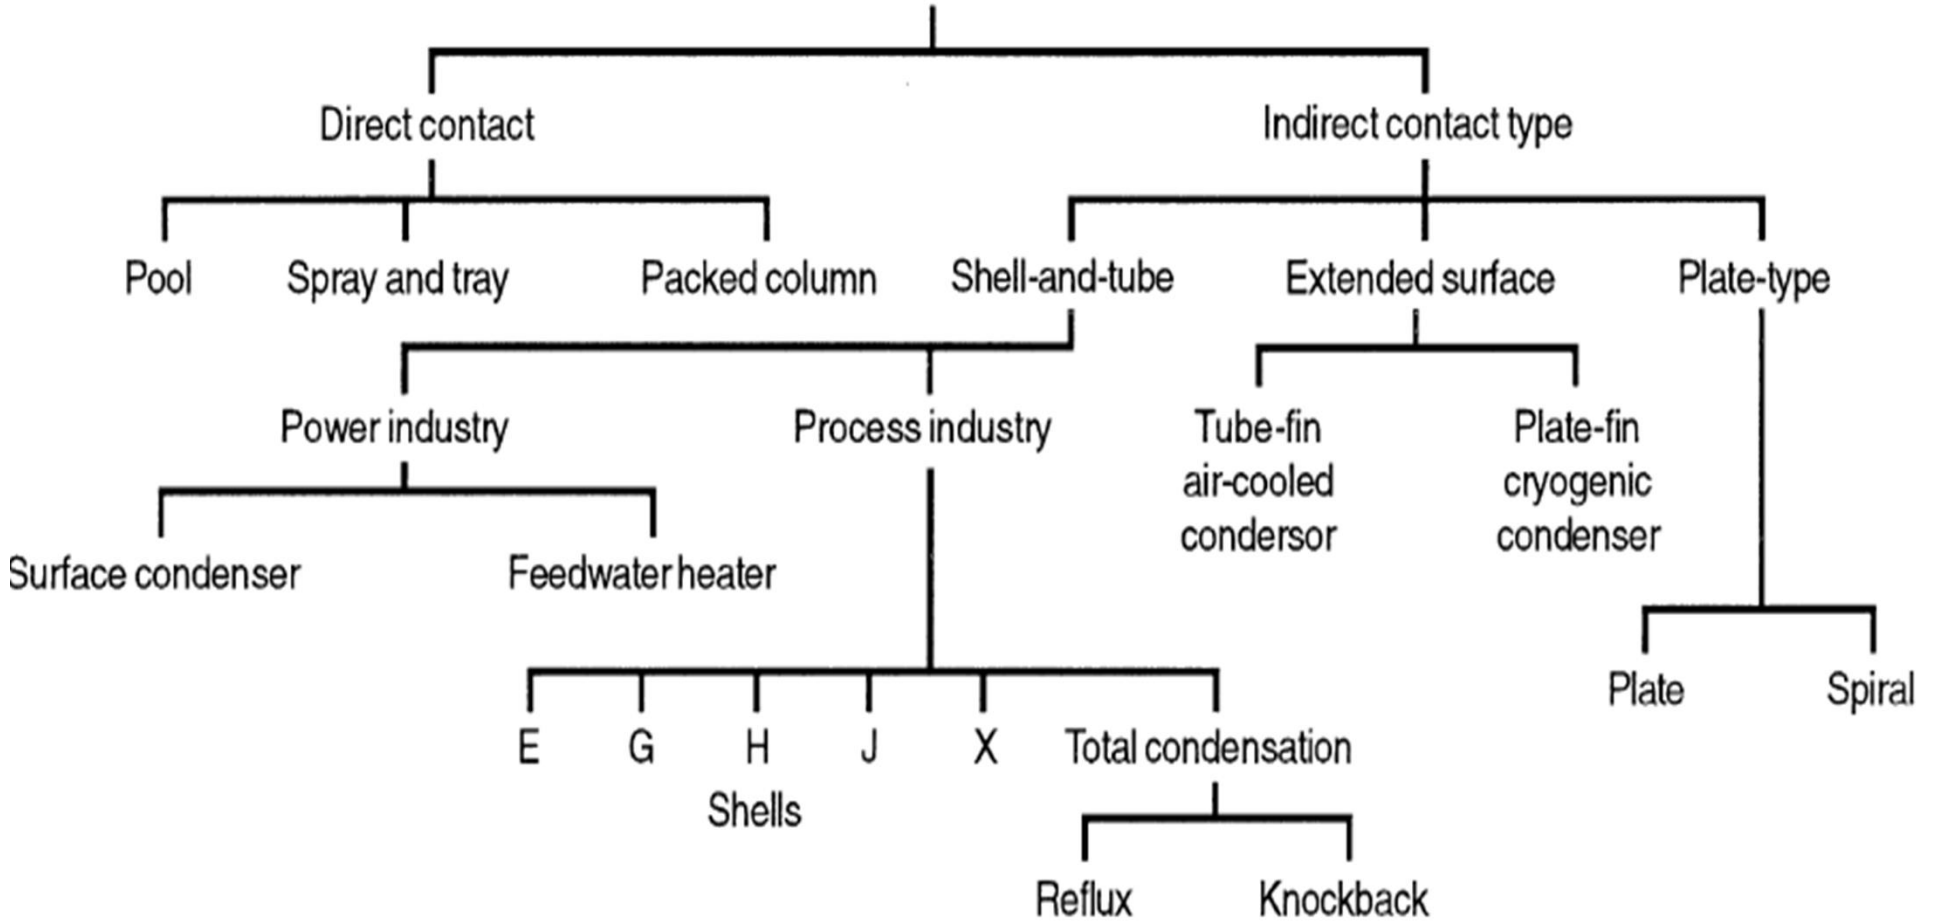 Direct contact
Indirect contact type
Pool
Spray and tray
Packed column
Shell-and-tube
Extended surface
Plate-type
Power industry
Process industry
Tube-fin
air-cooled
condersor
Plate-fin
cryogenic
condenser
Surface condenser
Feedwater heater
Plate
Spiral
E
G
H
J
X
Total condensation
Shells
Reflux
Knockback